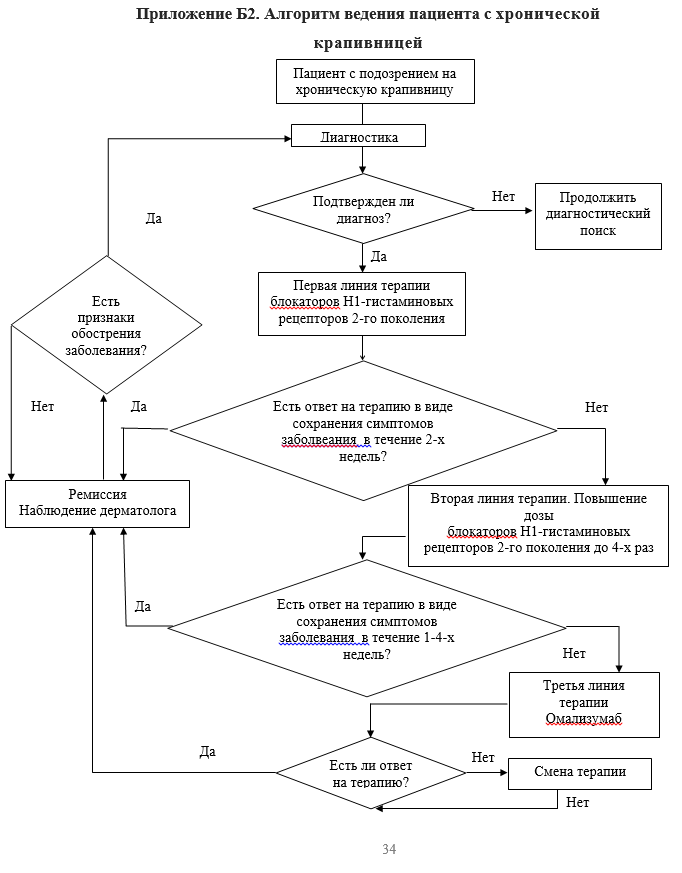 Приложение Б2. Алгоритм ведения пациента с хронической
крапивницей
Пациент с подозрением на
хроническую крапивницу
Диагностика
Подтвержден ли
диагноз?
Нет
Продолжить
диагностический
поиск
Да
Да
Первая линия терапии
блокаторов Н1-гистаминовых
рецепторов 2-го поколения
Есть
признаки
обострения
заболевания?
Нет
Да
Есть ответ на терапию в виде
сохранения симптомов
заболвеания в течение 2-х
недель?
Нет
Ремиссия
Наблюдение дерматолога
Вторая линия терапии. Повышение
дозы
блокаторов Н1-гистаминовых
рецепторов 2-го поколения до 4-х раз
Да
Есть ответ на терапию в виде
сохранения симптомов
заболевания в течение 1-4-х
недель?
Нет
Третья линия
терапии
Омализумаб
Да
Есть ли ответ
на терапию?
Нет
Смена терапии
Нет
34